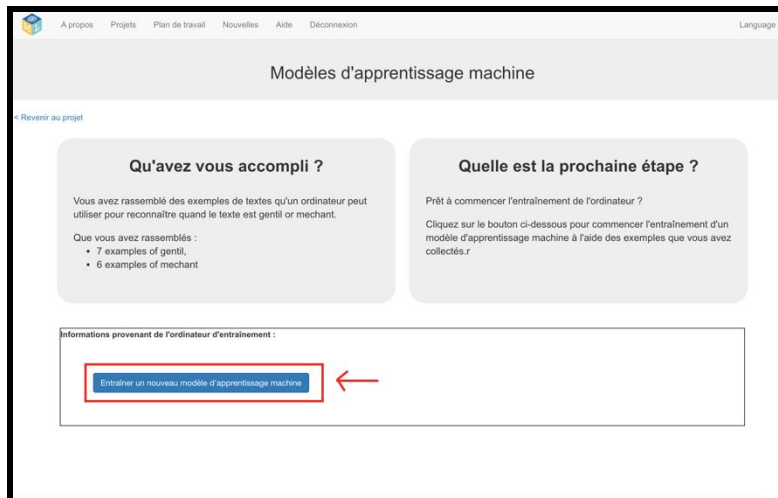 A propos Projets Plan de travail Nouvelles Aide Déconnexion Language
Modèles d'apprentissage machine
< Revenir au projet
Qu'avez vous accompli ?
Vous avez rassemblé des exemples de textes qu'un ordinateur peut
utiliser pour reconnaître quand le texte est gentil or mechant.
Que vous avez rassemblés :
• 7 examples of gentil,
• 6 examples of mechant
Quelle est la prochaine étape ?
Prêt à commencer l'entraînement de l'ordinateur ?
Cliquez sur le bouton ci-dessous pour commencer l'entraînement d'un
modèle d'apprentissage machine à l'aide des exemples que vous avez
collectés.r
Informations provenant de l'ordinateur d'entraînement :
Entraîner un nouveau modèle d'apprentissage machine